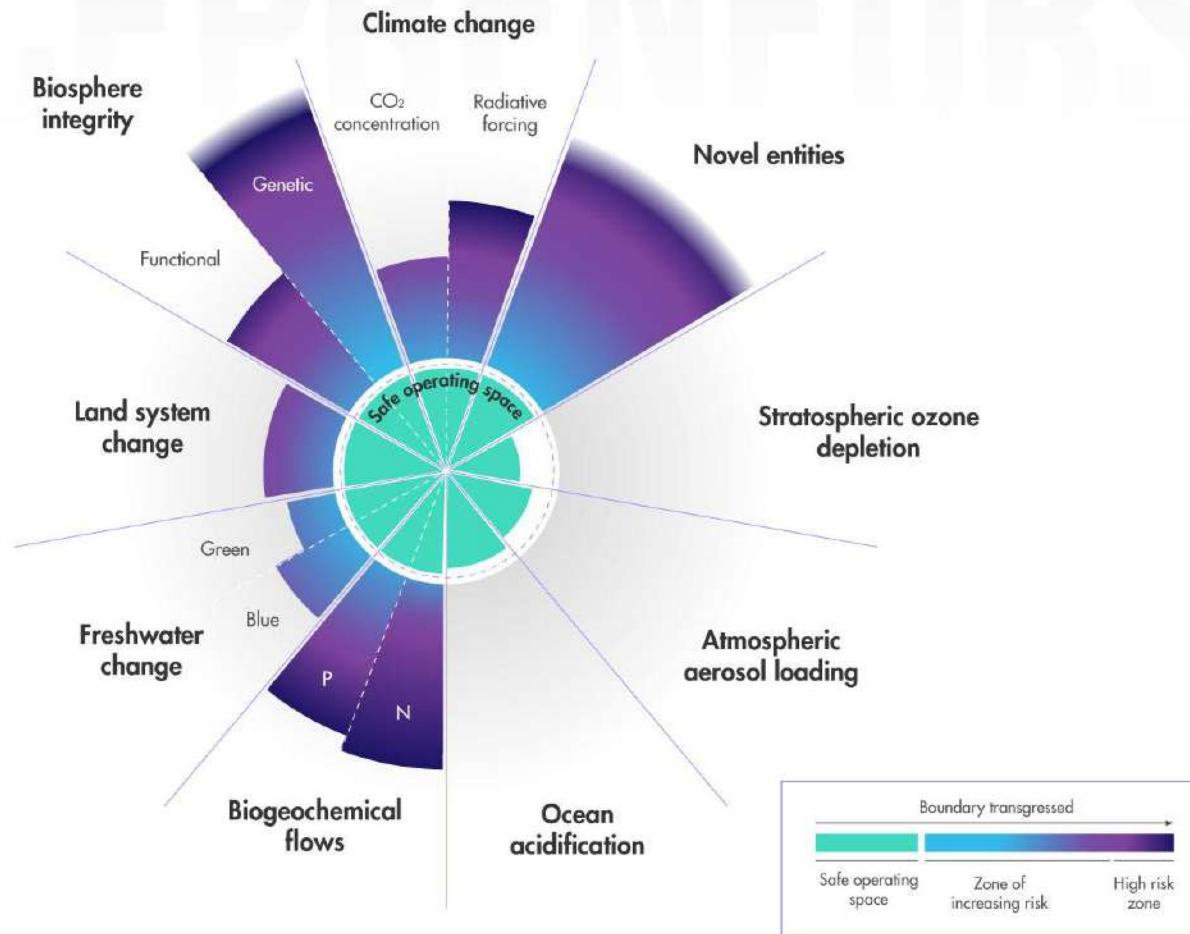 Climate change
Biosphere
integrity
CO₂
concentration
Radiative
forcing
Novel entities
Genetic
Functional
Safe operating space
Land system
change
Stratospheric ozone
depletion
Green
Blue
Freshwater
change
Atmospheric
aerosol loading
P
N
Biogeochemical
flows
Ocean
acidification
Boundary transgressed
Safe operating
space
Zone of
increasing risk
High risk
zone